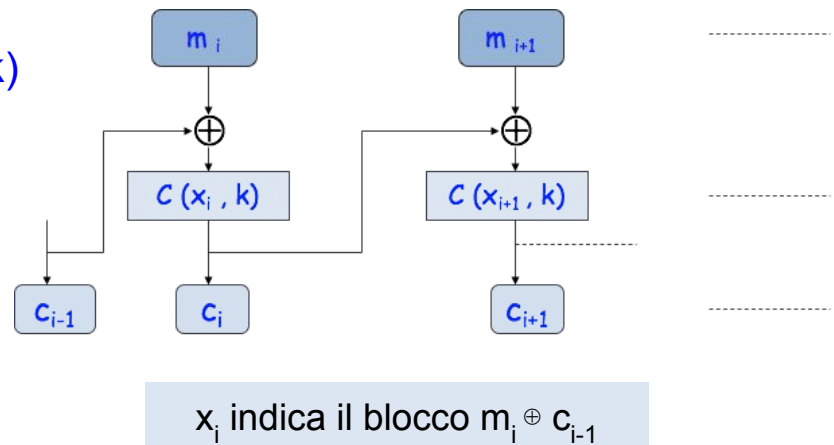 m i m i+1
k)
⊕ ⊕
C (xi , k) C (xi+1 , k)
ci-1 ci ci+1
xi indica il blocco mi ⊕ ci-1